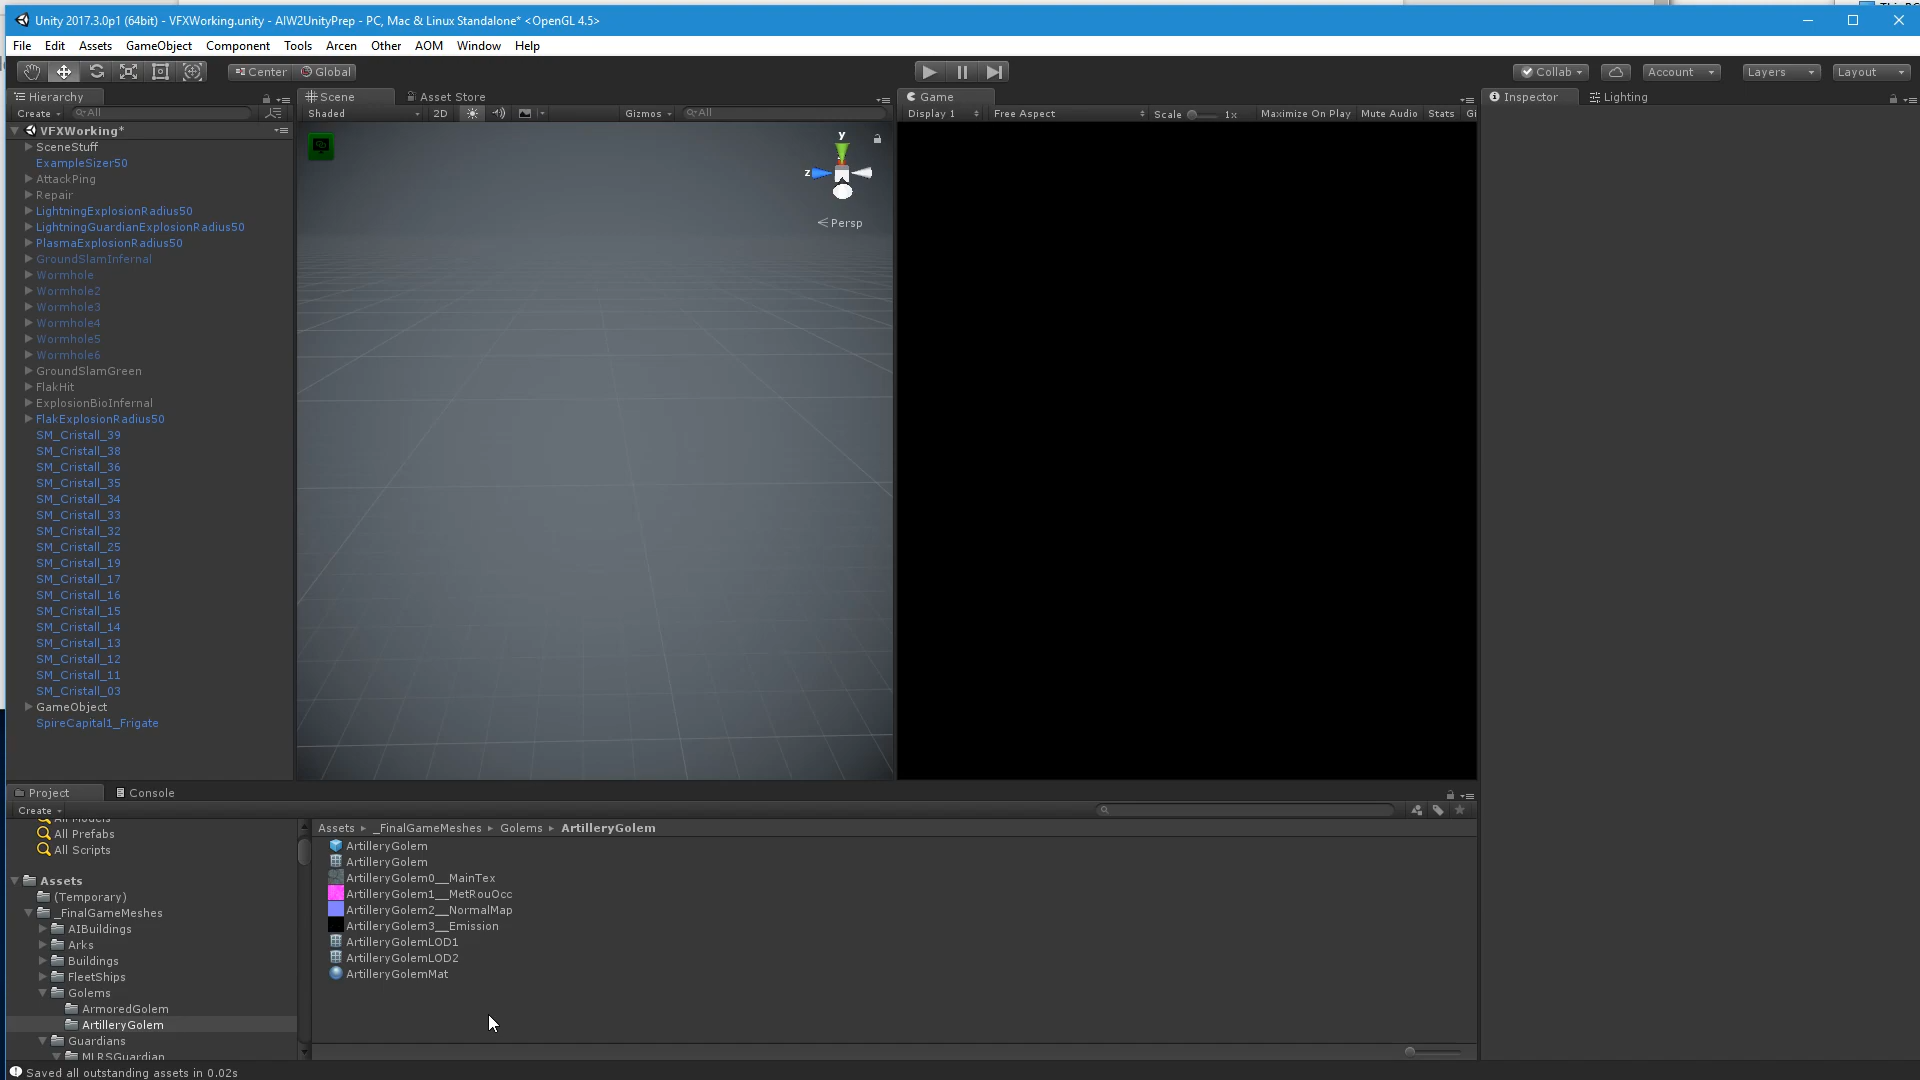 Unity 2017.3.0p1 (64bit) - VFXWorking.unity - AIW2UnityPrep - PC, Mac & Linux Standalone* <OpenGL 4.5>
File Edit Assets GameObject Component Tools Arcen Other AOM Window Help
Center Global Collab Account Layers Layout
Hierarchy
Create All
VFXWorking*
SceneStuff
ExampleSizer50
AttackPing
Repair
LightningExplosionRadius50
LightningGuardianExplosionRadius50
PlasmaExplosionRadius50
GroundSlamInfernal
Wormhole
Wormhole2
Wormhole3
Wormhole4
Wormhole5
Wormhole6
GroundSlamGreen
FlakHit
ExplosionBioInfernal
FlakExplosionRadius50
SM_Cristall_39
SM_Cristall_38
SM_Cristall_36
SM_Cristall_35
SM_Cristall_34
SM_Cristall_33
SM_Cristall_32
SM_Cristall_25
SM_Cristall_19
SM_Cristall_17
SM_Cristall_16
SM_Cristall_15
SM_Cristall_14
SM_Cristall_13
SM_Cristall_12
SM_Cristall_11
SM_Cristall_03
GameObject
SpireCapital1_Frigate
Scene Asset Store
Shaded 2D Gizmos All
y
z
Persp
Game
Display 1 Free Aspect Scale 1x Maximize On Play Mute Audio Stats Gi
Inspector Lighting
Project Console
Create
All Models
All Prefabs
All Scripts
Assets
(Temporary)
_FinalGameMeshes
AIBuildings
Arks
Buildings
FleetShips
Golems
ArmoredGolem
ArtilleryGolem
Guardians
MLRSGuardian
Assets _FinalGameMeshes Golems ArtilleryGolem
ArtilleryGolem
ArtilleryGolem
ArtilleryGolem0__MainTex
ArtilleryGolem1__MetRouOcc
ArtilleryGolem2__NormalMap
ArtilleryGolem3__Emission
ArtilleryGolemLOD1
ArtilleryGolemLOD2
ArtilleryGolemMat
Saved all outstanding assets in 0.02s